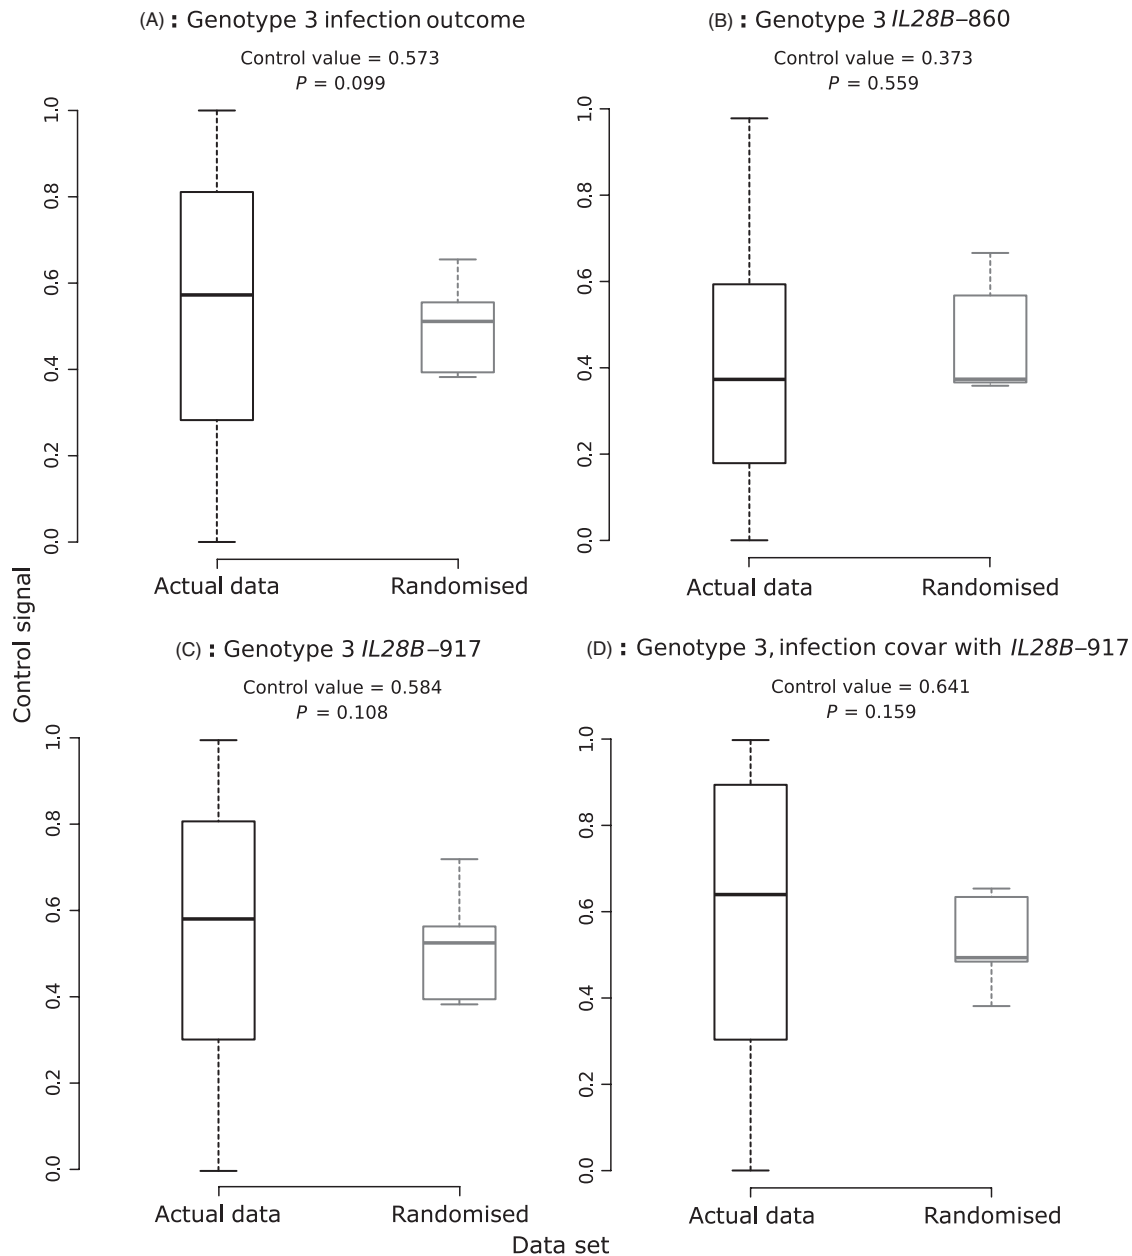 (A) : Genotype 3 infection outcome
Control value = 0.573
P = 0.099
1.0
0.8
0.6
0.4
0.2
0.0
Actual data
Randomised
(B) : Genotype 3 IL28B–860
Control value = 0.373
P = 0.559
1.0
0.8
0.6
0.4
0.2
0.0
Actual data
Randomised
Control signal
(C) : Genotype 3 IL28B–917
Control value = 0.584
P = 0.108
1.0
0.8
0.6
0.4
0.2
0.0
Actual data
Randomised
(D) : Genotype 3, infection covar with IL28B–917
Control value = 0.641
P = 0.159
1.0
0.8
0.6
0.4
0.2
0.0
Actual data
Randomised
Data set